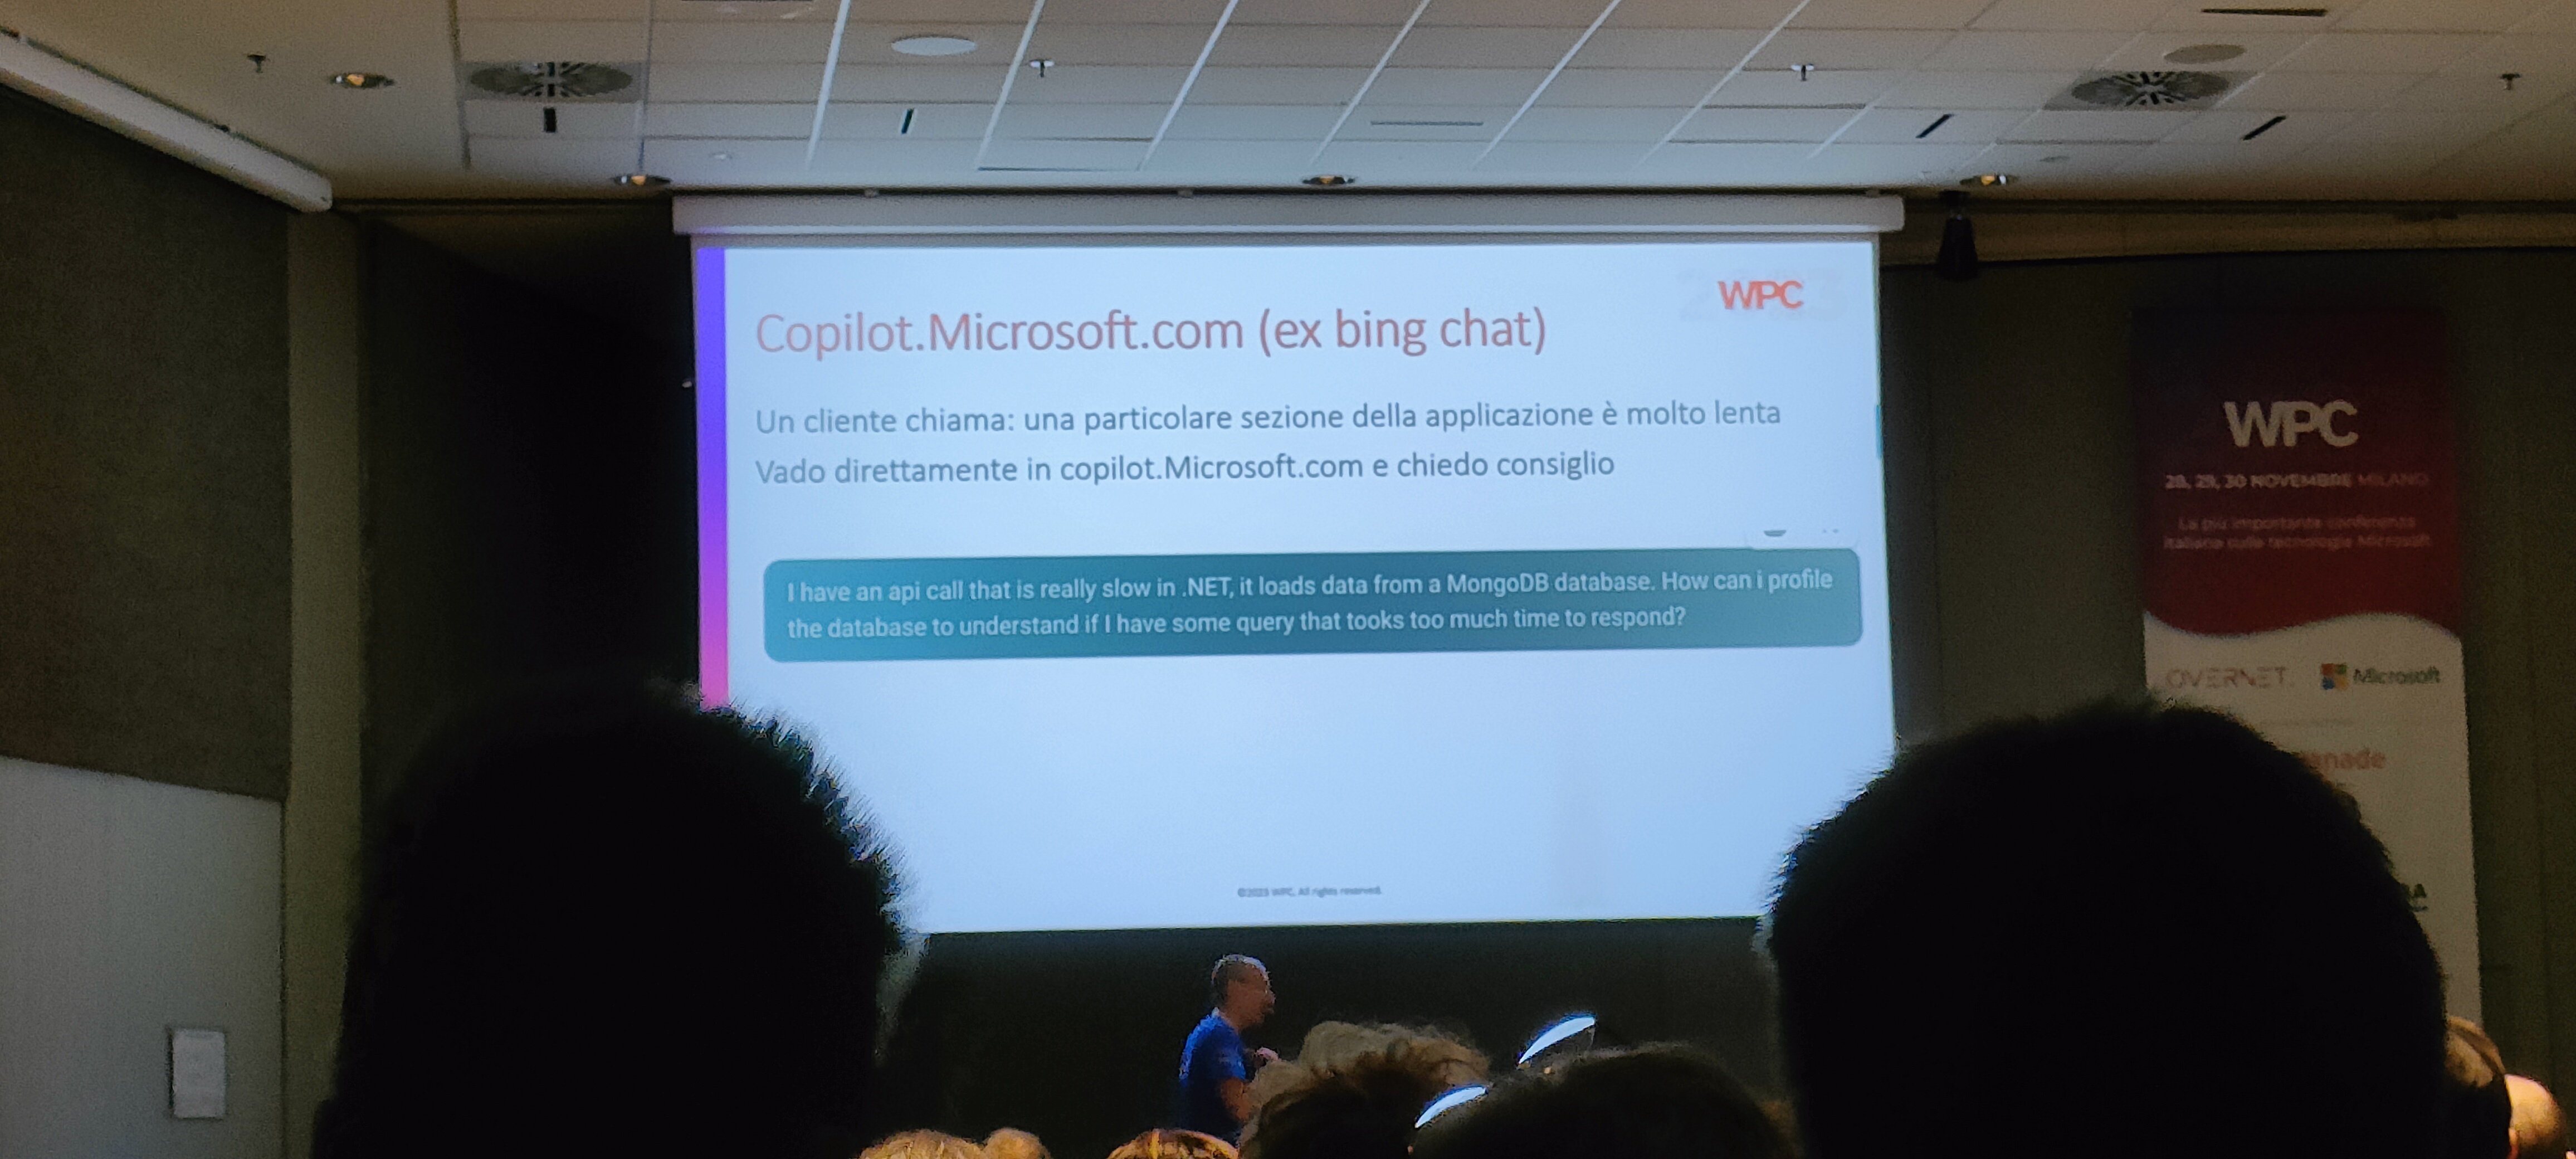 WPC
Copilot.Microsoft.com (ex bing chat)
Un cliente chiama: una particolare sezione della applicazione è molto lenta
Vado direttamente in copilot.Microsoft.com e chiedo consiglio
I have an api call that is really slow in .NET, it loads data from a MongoDB database. How can i profile
the database to understand if I have some query that tooks too much time to respond?
©2023 WPC, All rights reserved.
WPC
28, 29, 30 NOVEMBRE MILANO
La più importante conferenza
italiana sulle tecnologie Microsoft
OVERNET.
Microsoft